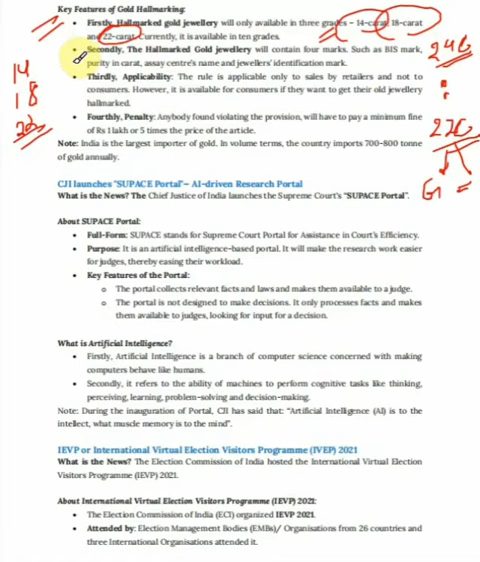 Key Features of Gold Hallmarking:
• Firstly, Hallmarked gold jewellery will only available in three grades – 14-carat, 18-carat
and 22-carat. Currently, it is available in ten grades.
• Secondly, The Hallmarked Gold jewellery will contain four marks. Such as BIS mark,
purity in carat, assay centre's name and jewellers' identification mark.
• Thirdly, Applicability: The rule is applicable only to sales by retailers and not to
consumers. However, it is available for consumers if they want to get their old jewellery
hallmarked.
• Fourthly, Penalty: Anybody found violating the provision, will have to pay a minimum fine
of Rs 1 lakh or 5 times the price of the article.
Note: India is the largest importer of gold. In volume terms, the country imports 700-800 tonne
of gold annually.
14
18
22
CJI launches "SUPACE Portal"– AI-driven Research Portal
What is the News? The Chief Justice of India launches the Supreme Court's "SUPACE Portal".
About SUPACE Portal:
• Full-Form: SUPACE stands for Supreme Court Portal for Assistance in Court's Efficiency.
• Purpose: It is an artificial intelligence-based portal. It will make the research work easier
for judges, thereby easing their workload.
• Key Features of the Portal:
o The portal collects relevant facts and laws and makes them available to a judge.
o The portal is not designed to make decisions. It only processes facts and makes
them available to judges, looking for input for a decision.
What is Artificial Intelligence?
• Firstly, Artificial Intelligence is a branch of computer science concerned with making
computers behave like humans.
• Secondly, it refers to the ability of machines to perform cognitive tasks like thinking,
perceiving, learning, problem-solving and decision-making.
Note: During the inauguration of Portal, CJI has said that: "Artificial Intelligence (AI) is to the
intellect, what muscle memory is to the mind".
IEVP or International Virtual Election Visitors Programme (IVEP) 2021
What is the News? The Election Commission of India hosted the International Virtual Election
Visitors Programme (IEVP) 2021.
About International Virtual Election Visitors Programme (IEVP) 2021:
• The Election Commission of India (ECI) organized IEVP 2021.
• Attended by: Election Management Bodies (EMBs)/ Organisations from 26 countries and
three International Organisations attended it.